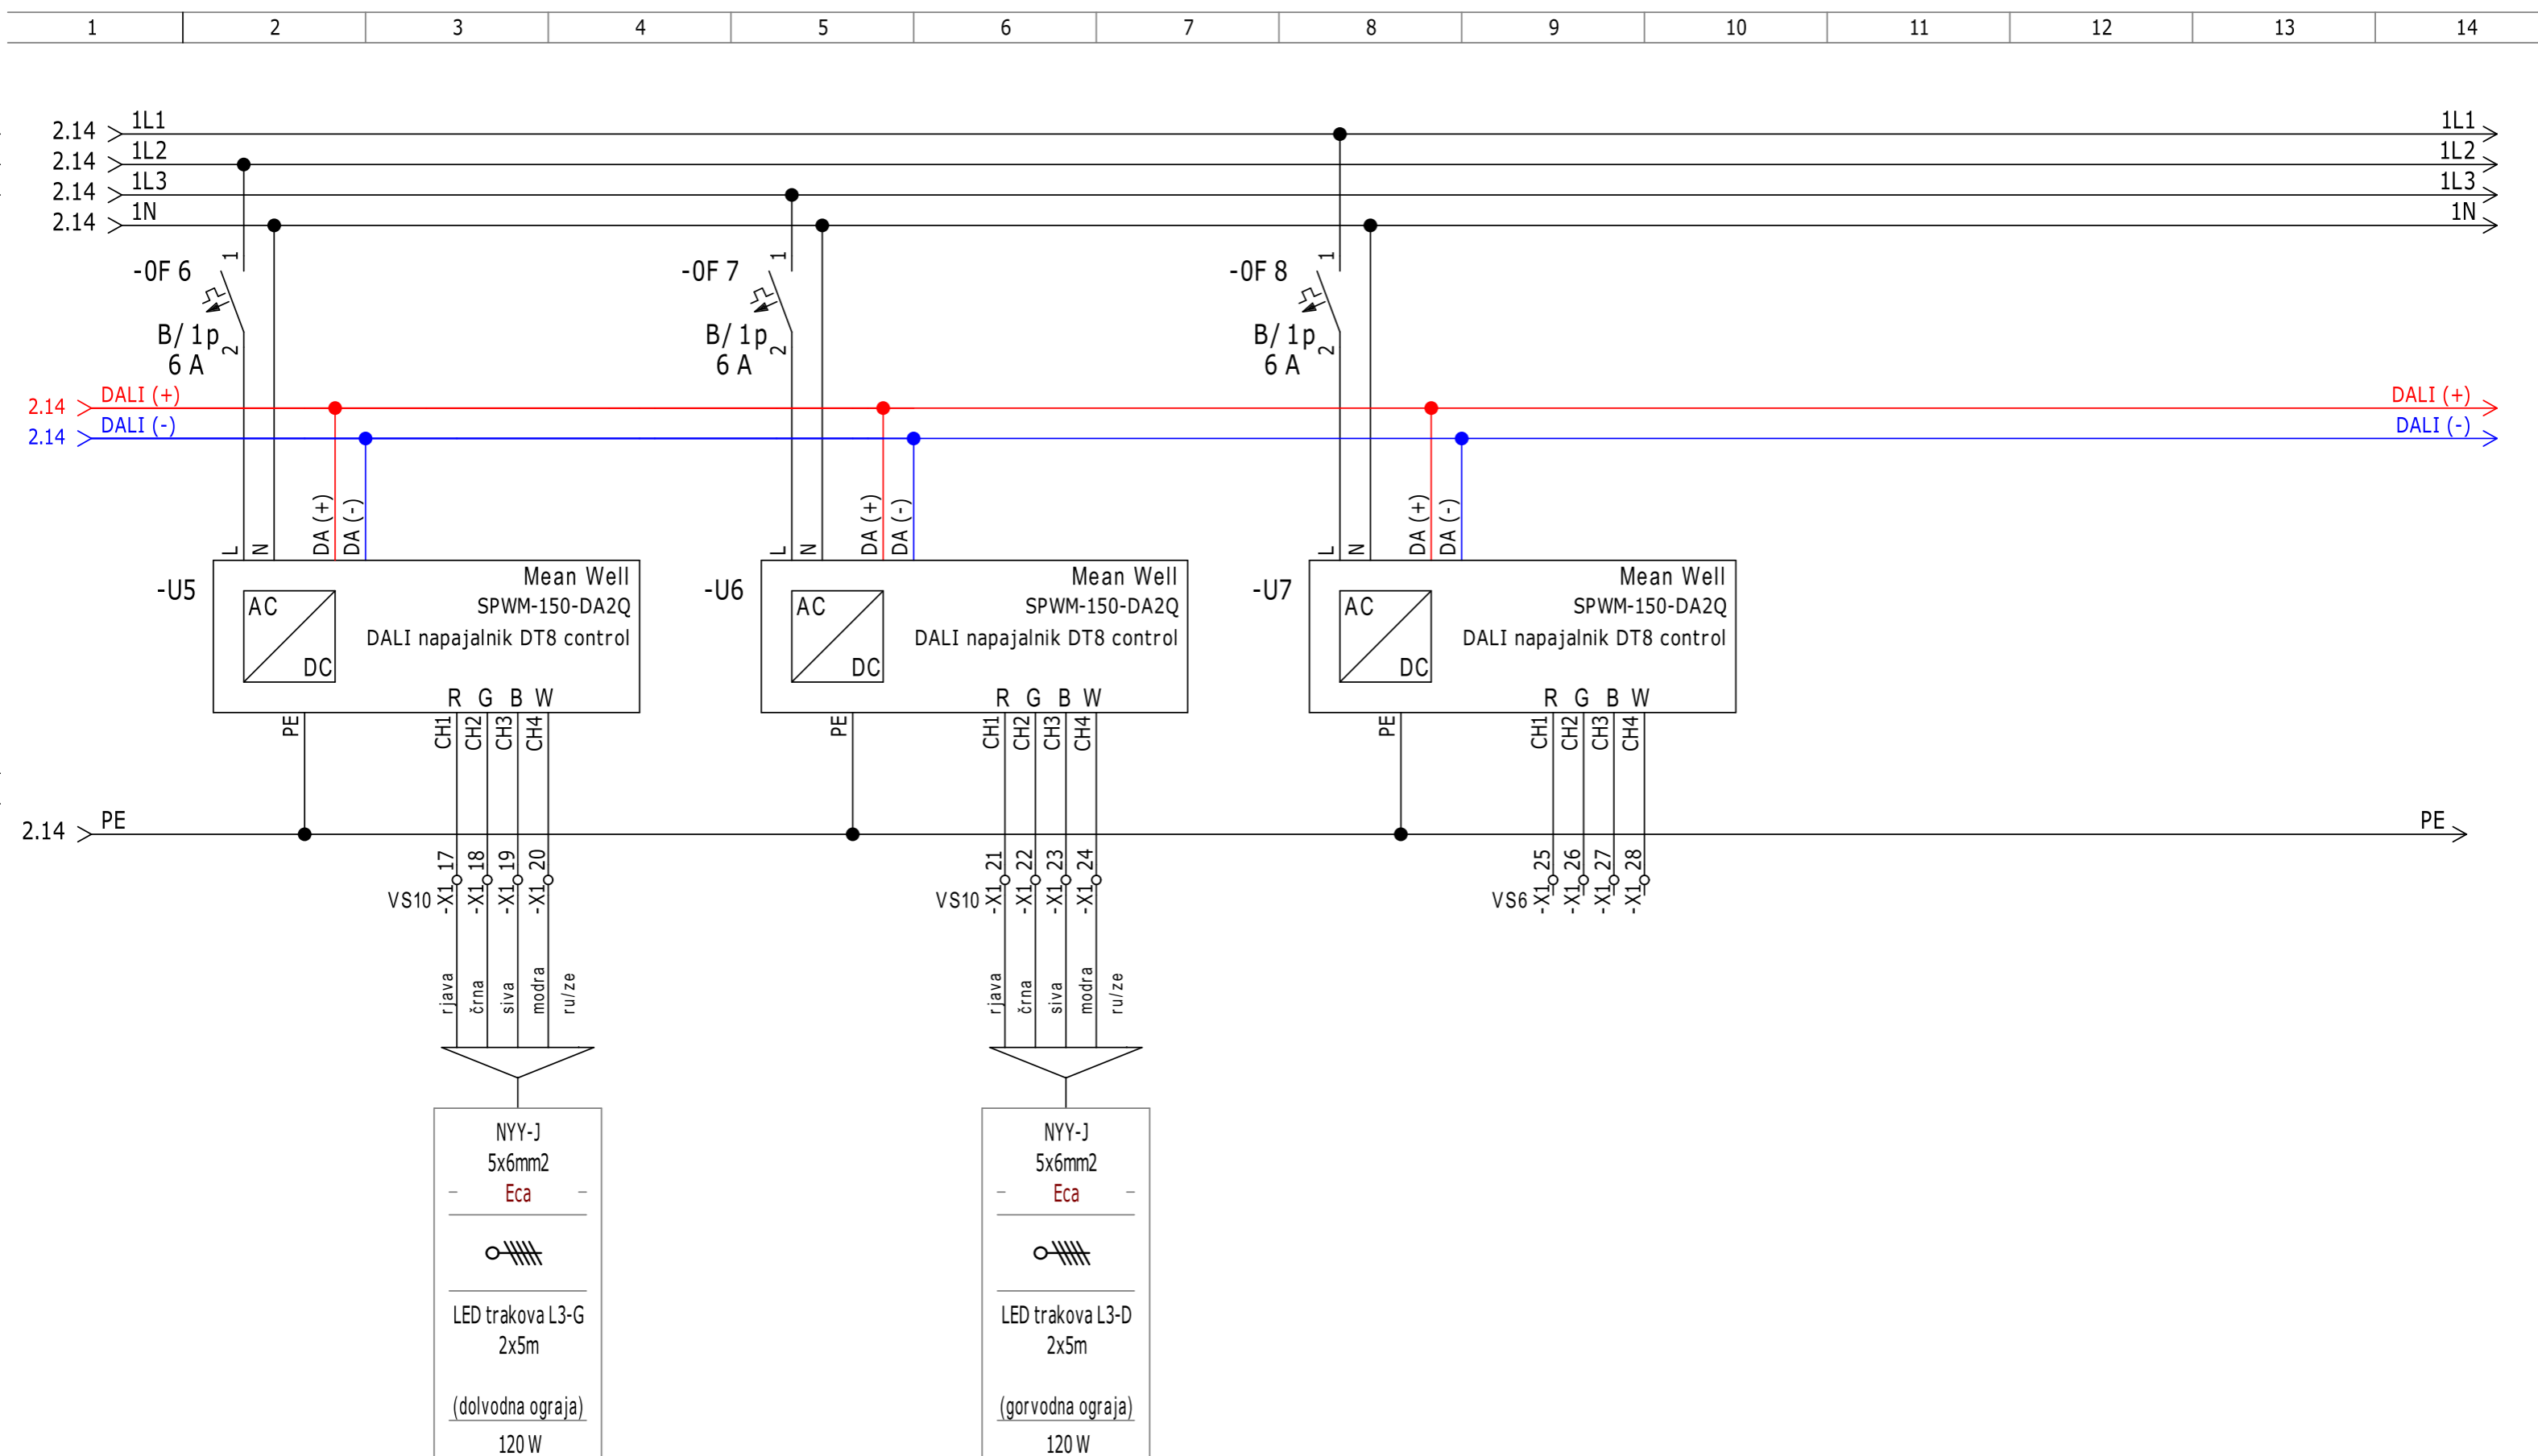 1 2 3 4 5 6 7 8 9 10 11 12 13 14
2.14 1L1 1L1
2.14 1L2 1L2
2.14 1L3 1L3
2.14 1N 1N
-0F 6 1 -0F 7 1 -0F 8 1
B/ 1p 2 B/ 1p 2 B/ 1p 2
6 A 6 A 6 A
2.14 DALI (+) DALI (+)
2.14 DALI (-) DALI (-)
L N DA (+) DA (-) L N DA (+) DA (-) L N DA (+) DA (-)
-U5 Mean Well -U6 Mean Well -U7 Mean Well
AC SPWM-150-DA2Q AC SPWM-150-DA2Q AC SPWM-150-DA2Q
DALI napajalnik DT8 control DALI napajalnik DT8 control DALI napajalnik DT8 control
DC DC DC
R G B W R G B W R G B W
PE CH1 CH2 CH3 CH4 PE CH1 CH2 CH3 CH4 PE CH1 CH2 CH3 CH4
2.14 PE PE
17 18 19 20 21 22 23 24 25 26 27 28
VS10 -X1 -X1 -X1 -X1 VS10 -X1 -X1 -X1 -X1 VS6 -X1 -X1 -X1 -X1
rjava črna siva modra ru/ze rjava črna siva modra ru/ze
NYY-J NYY-J
5x6mm2 5x6mm2
Eca Eca
LED trakova L3-G LED trakova L3-D
2x5m 2x5m
(dolvodna ograja) (gorvodna ograja)
120 W 120 W